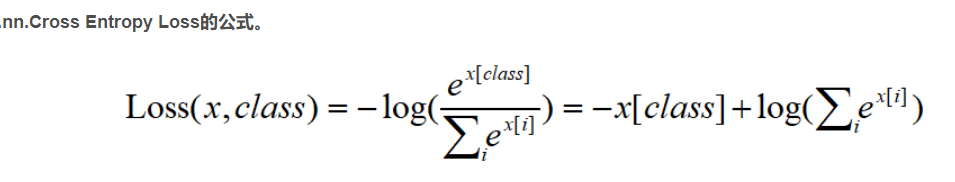 .nn.Cross Entropy Loss的公式。
Loss(x,class) = −log(e^{x[class]} / ∑_i e^{x[i]}) = −x[class]+log(∑_i e^{x[i]})